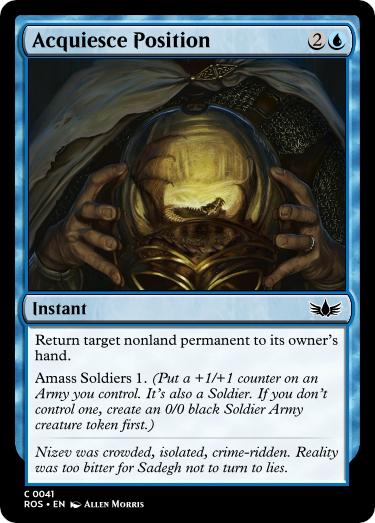 Acquiesce Position 2
Instant
Return target nonland permanent to its owner's
hand.
Amass Soldiers 1. (Put a +1/+1 counter on an
Army you control. It's also a Soldier. If you don't
control one, create an 0/0 black Soldier Army
creature token first.)
Nizev was crowded, isolated, crime-ridden. Reality
was too bitter for Sadegh not to turn to lies.
C 0041
ROS • EN Allen Morris